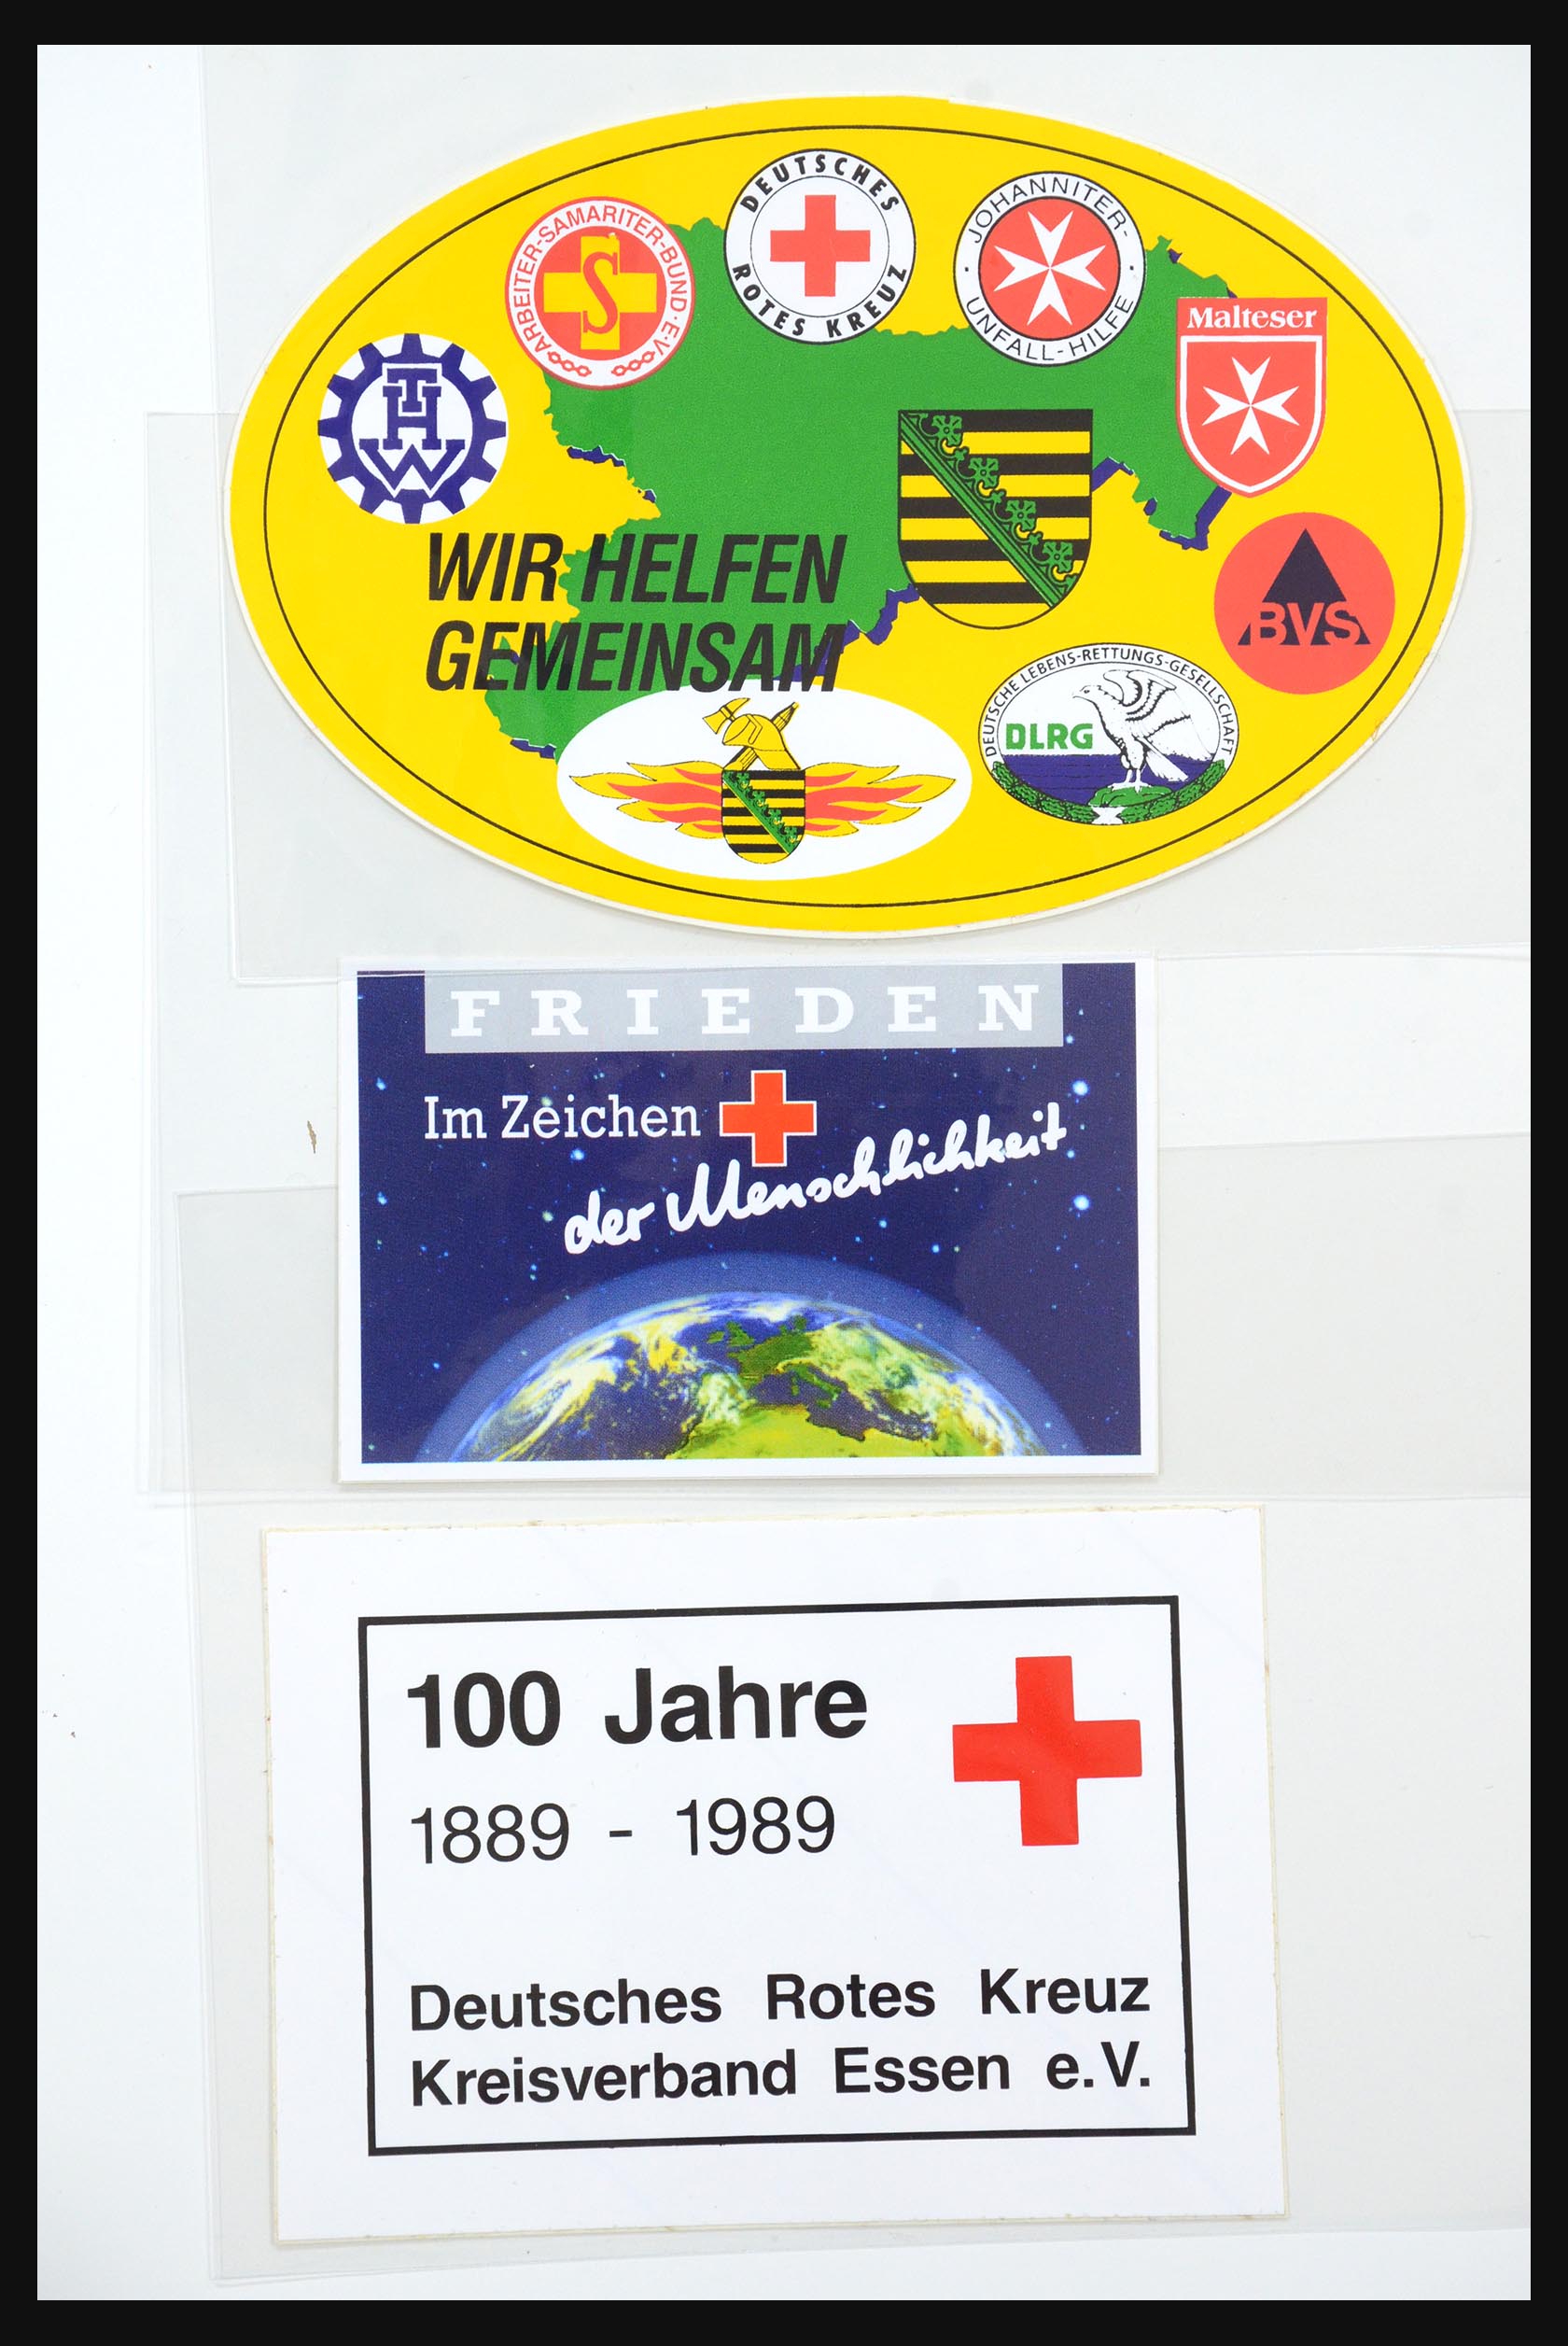 DEUTSCHES
ROTES KREUZ
ARBEITER-SAMARITER-BUND·E·V·
S
JOHANNITER-
UNFALL-HILFE
Malteser
THW
WIR HELFEN
GEMEINSAM
BVS
DEUTSCHE LEBENS-RETTUNGS-GESELLSCHAFT
DLRG
FRIEDEN
Im Zeichen
der Menschlichkeit
100 Jahre
1889 - 1989
Deutsches Rotes Kreuz
Kreisverband Essen e.V.